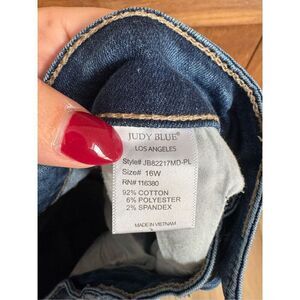 JUDY BLUE®
LOS ANGELES
Style# JB82217MD-PL
Size# 16W
RN# 116380
92% COTTON
6% POLYESTER
2% SPANDEX
MADE IN VIETNAM